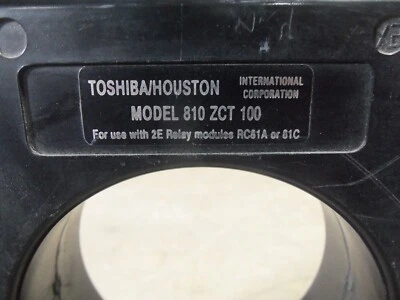 TOSHIBA/HOUSTON INTERNATIONAL CORPORATION
MODEL 810 ZCT 100
For use with 2E Relay modules RC81A or 81C